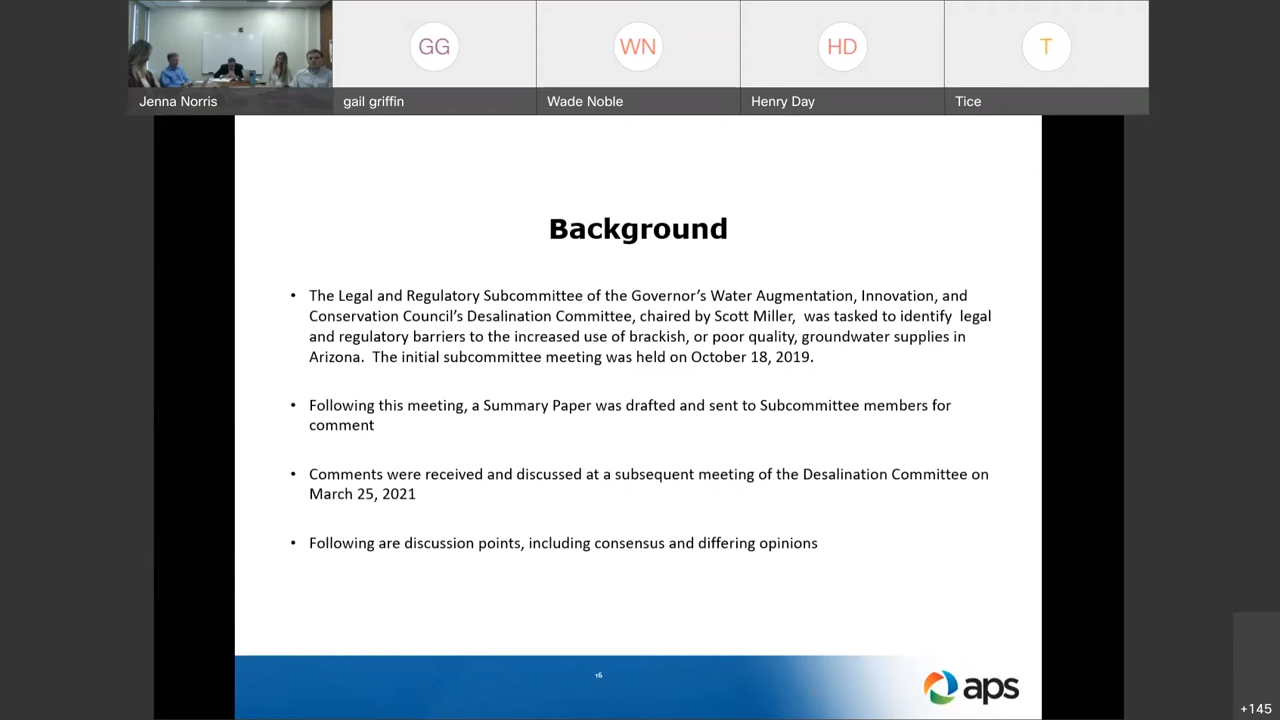 GG
WN
HD
T
Jenna Norris
gail griffin
Wade Noble
Henry Day
Tice
Background
• The Legal and Regulatory Subcommittee of the Governor's Water Augmentation, Innovation, and
Conservation Council's Desalination Committee, chaired by Scott Miller, was tasked to identify legal
and regulatory barriers to the increased use of brackish, or poor quality, groundwater supplies in
Arizona. The initial subcommittee meeting was held on October 18, 2019.
• Following this meeting, a Summary Paper was drafted and sent to Subcommittee members for
comment
• Comments were received and discussed at a subsequent meeting of the Desalination Committee on
March 25, 2021
• Following are discussion points, including consensus and differing opinions
16
aps
+145